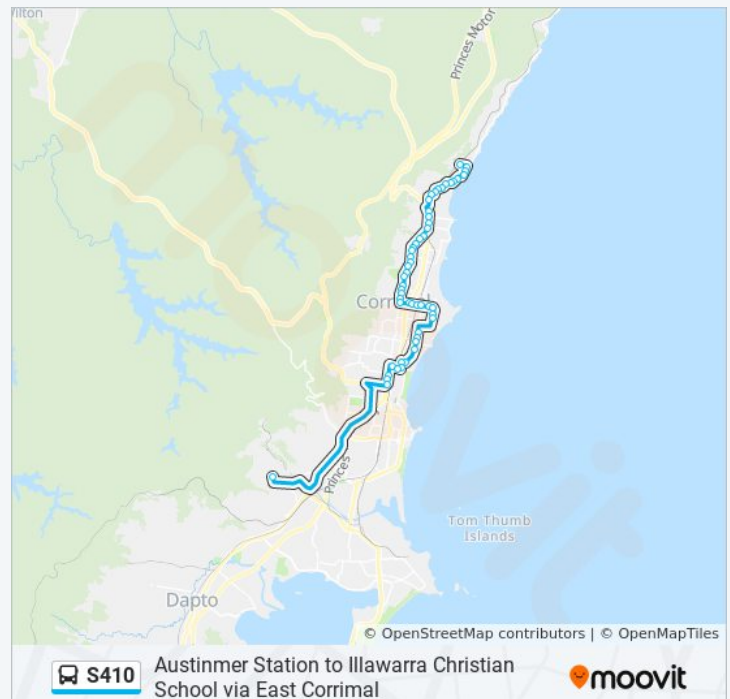 ilton
Princes Motor
Corrimal
Princes
Tom Thumb
Islands
Dapto
© OpenStreetMap contributors | © OpenMapTiles
S410
Austinmer Station to Illawarra Christian
School via East Corrimal
moovit